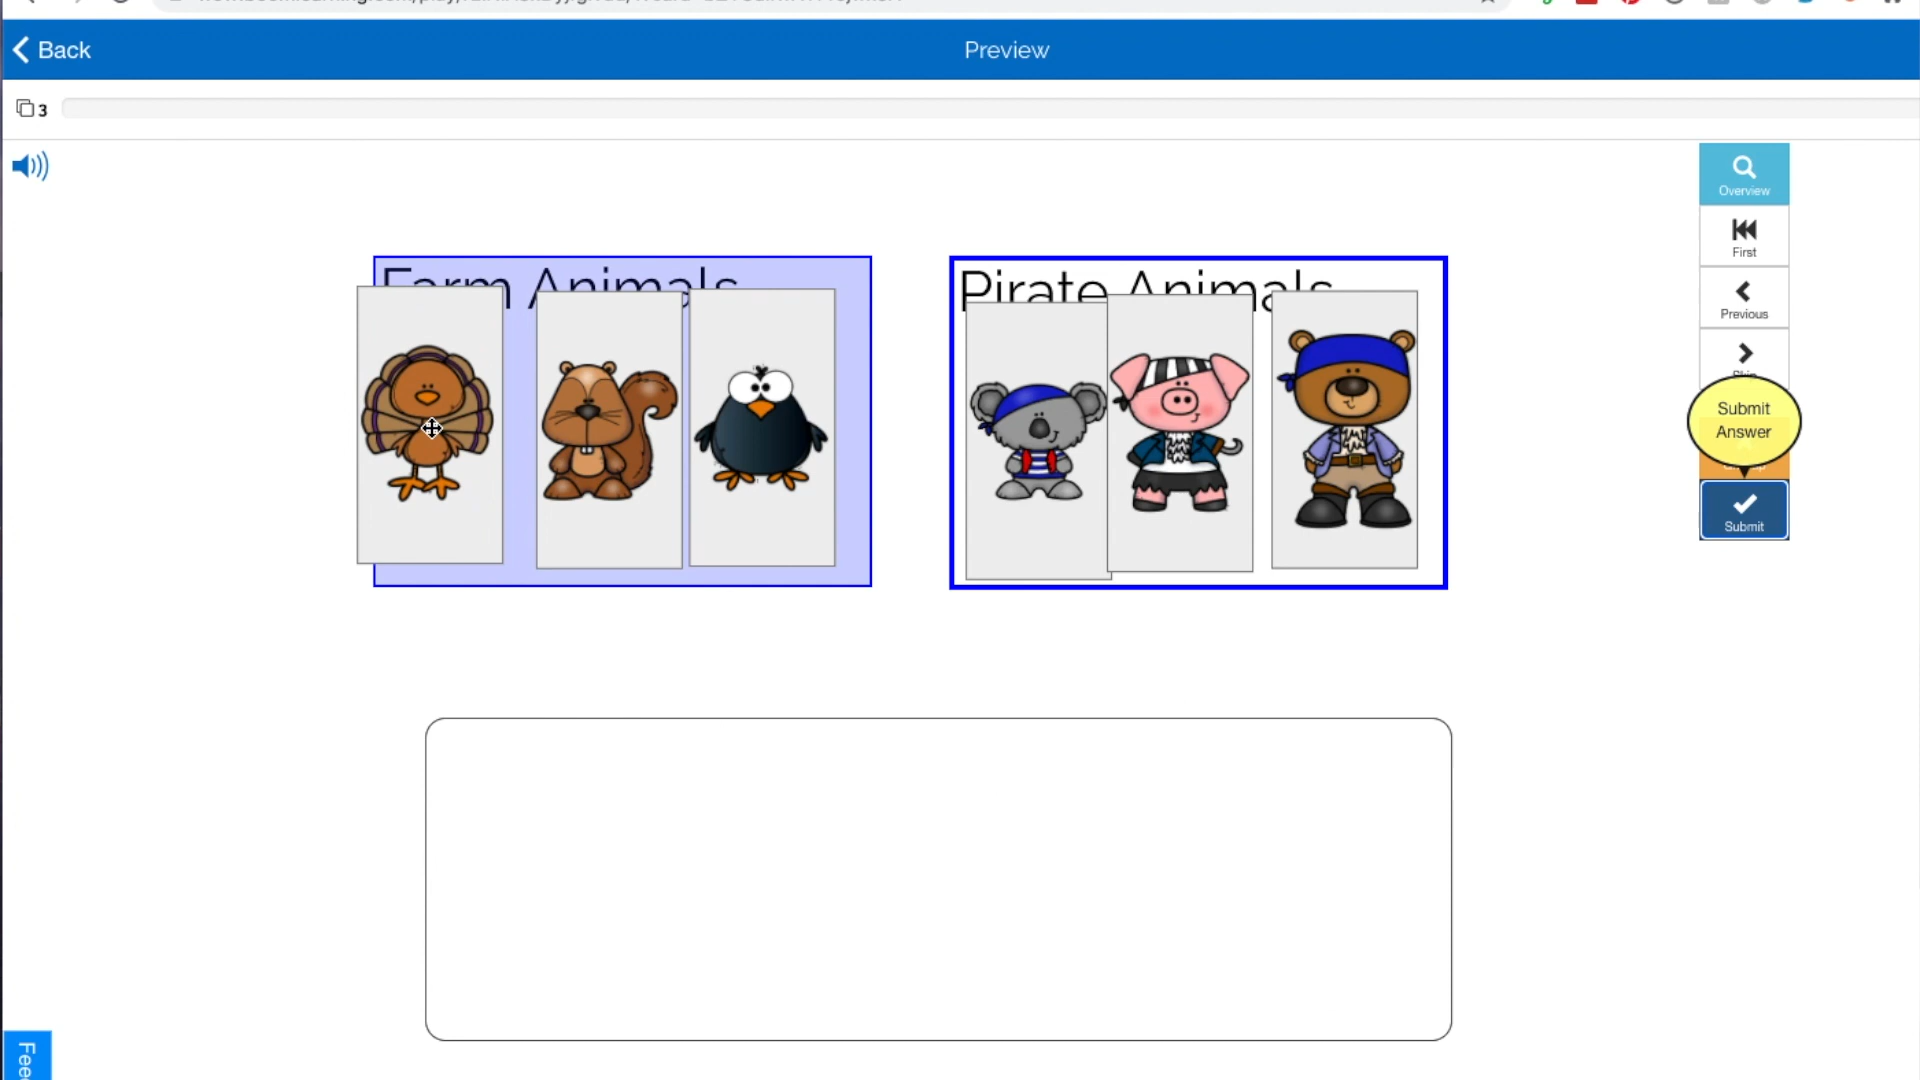 Back
Preview
3
Overview
First
Previous
Farm Animals
Pirate Animals
Submit
Answer
Submit